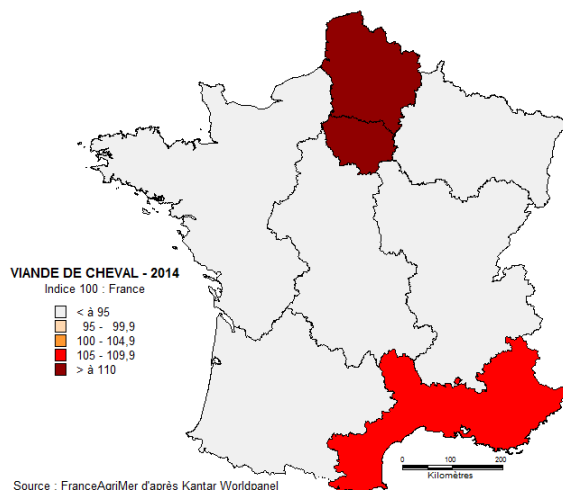 VIANDE DE CHEVAL - 2014
Indice 100 : France
< à 95
95 - 99,9
100 - 104,9
105 - 109,9
> à 110
0 100 200
Kilomètres
Source : FranceAgriMer d'après Kantar Worldpanel